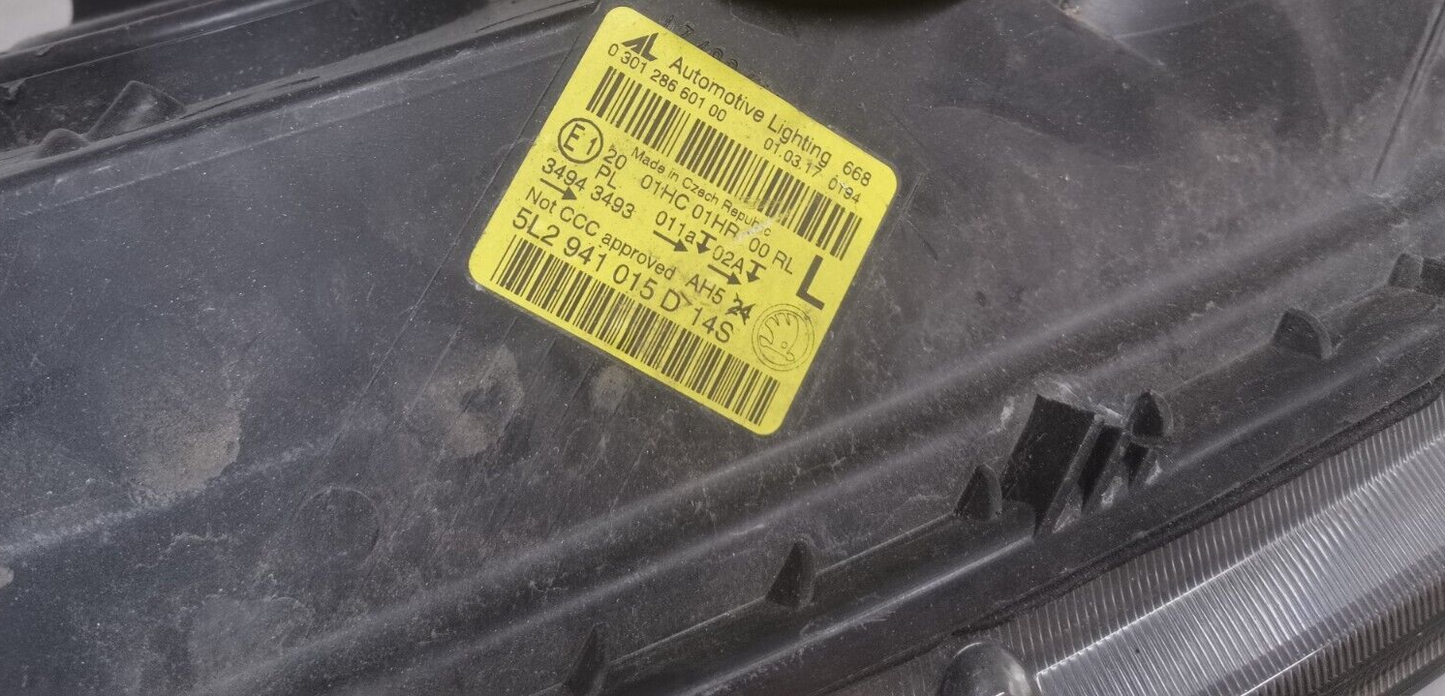 AL Automotive Lighting 668
0 301 286 601 00 01.03.17 0194
Made in Czech Republic
E1 20 01HC 01HR 00 RL
PL
3494 3493 011a 02A L
Not CCC approved AH5 24
5L2 941 015 D 14S